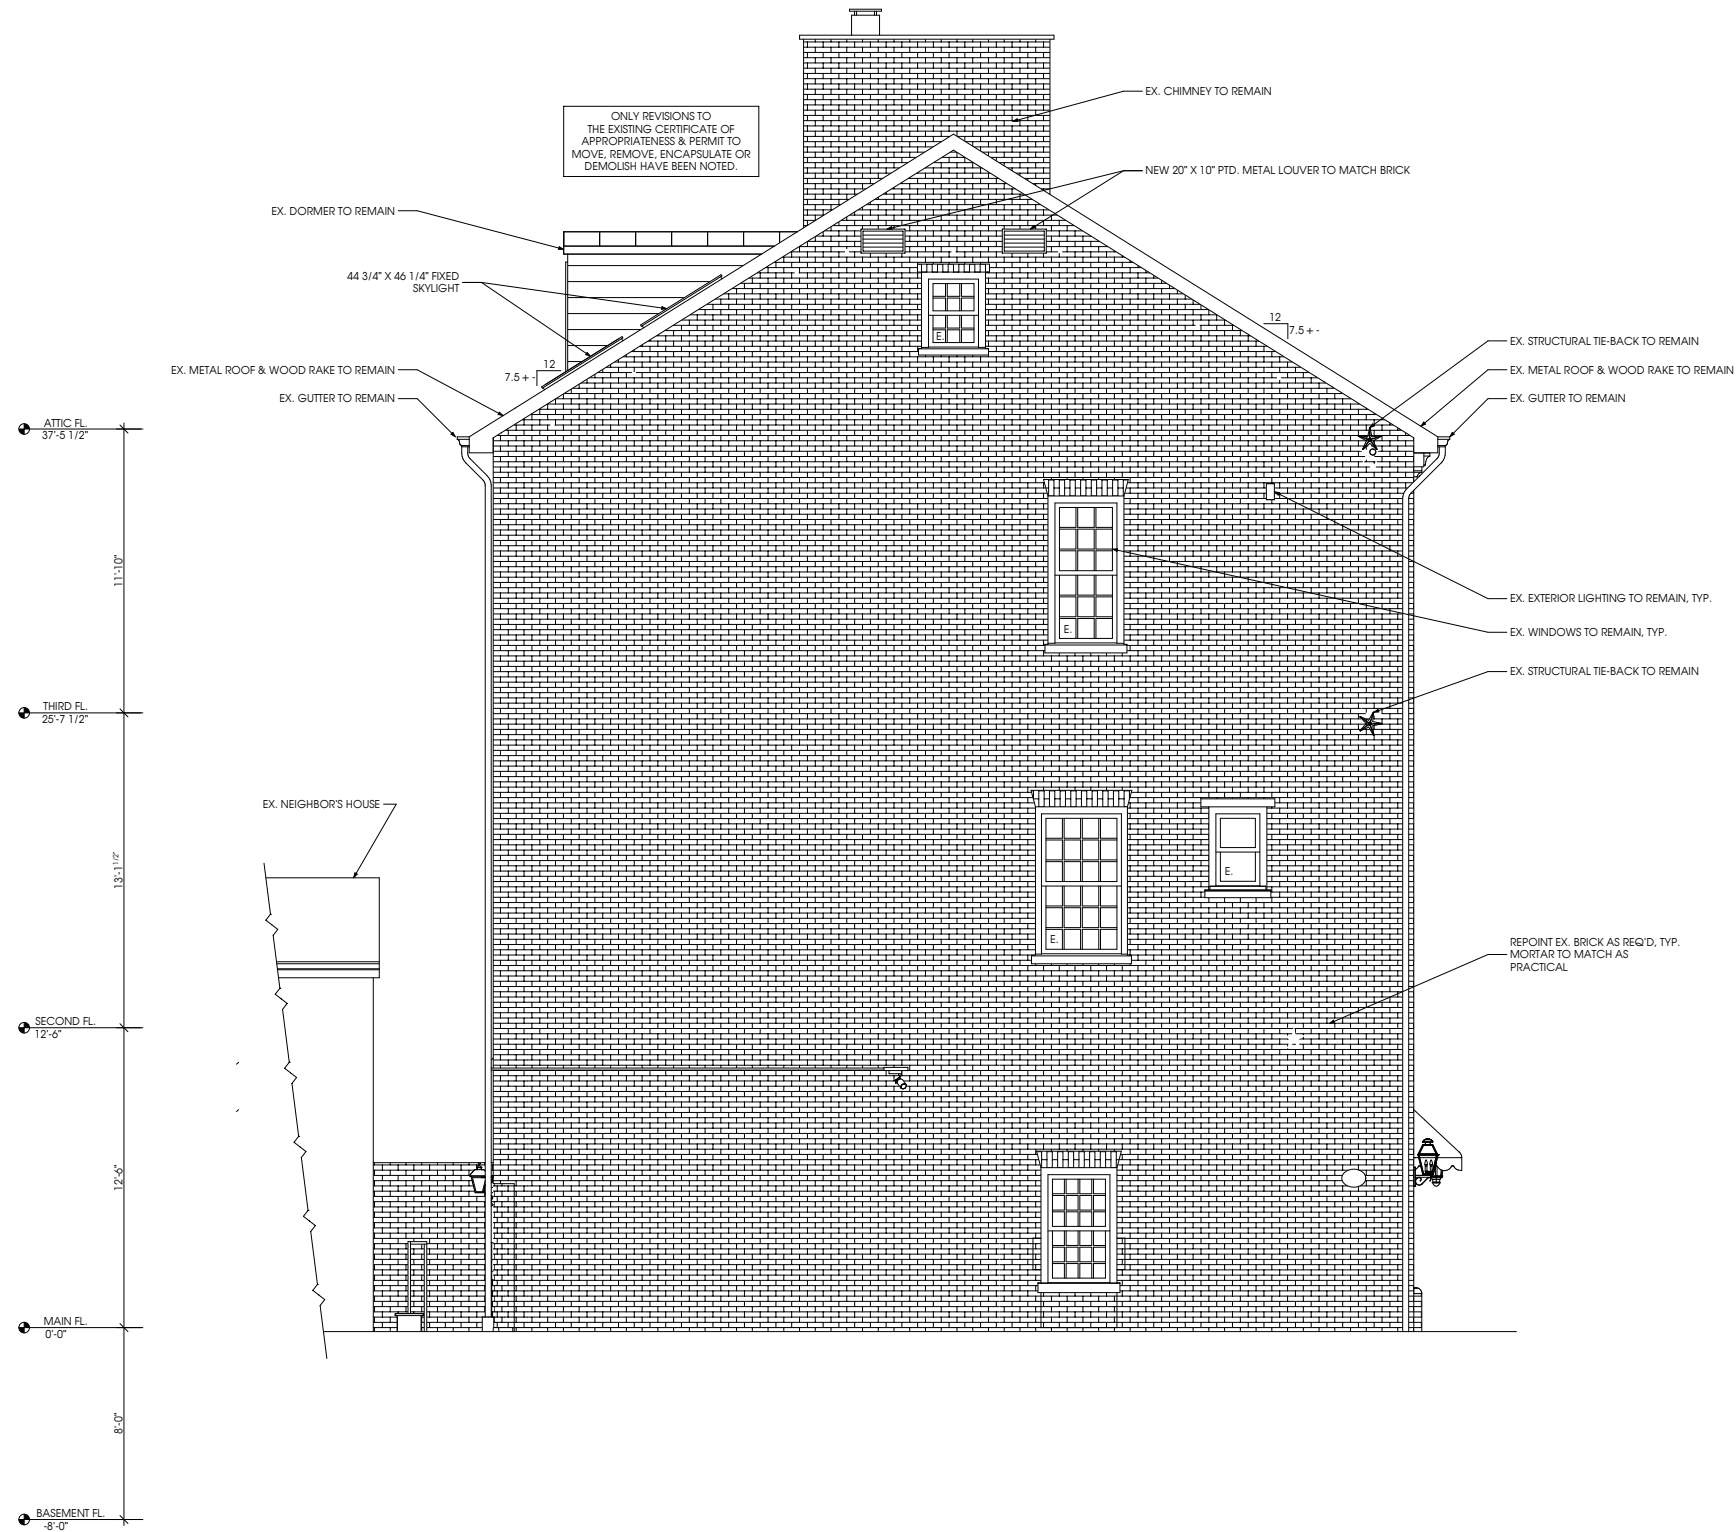 EX. CHIMNEY TO REMAIN
ONLY REVISIONS TO
THE EXISTING CERTIFICATE OF
APPROPRIATENESS & PERMIT TO
MOVE, REMOVE, ENCAPSULATE OR
DEMOLISH HAVE BEEN NOTED.
NEW 20" X 10" PTD. METAL LOUVER TO MATCH BRICK
EX. DORMER TO REMAIN
44 3/4" X 46 1/4" FIXED
SKYLIGHT
12
7.5 + -
12
7.5 + -
E.
EX. METAL ROOF & WOOD RAKE TO REMAIN
EX. GUTTER TO REMAIN
EX. STRUCTURAL TIE-BACK TO REMAIN
EX. METAL ROOF & WOOD RAKE TO REMAIN
EX. GUTTER TO REMAIN
ATTIC FL.
37'-5 1/2"
11'-10"
E.
EX. EXTERIOR LIGHTING TO REMAIN, TYP.
EX. WINDOWS TO REMAIN, TYP.
EX. STRUCTURAL TIE-BACK TO REMAIN
THIRD FL.
25'-7 1/2"
EX. NEIGHBOR'S HOUSE
13'-1 1/2"
E.
E.
REPOINT EX. BRICK AS REQ'D, TYP.
MORTAR TO MATCH AS
PRACTICAL
SECOND FL.
12'-6"
12'-6"
MAIN FL.
0'-0"
8'-0"
BASEMENT FL.
-8'-0"